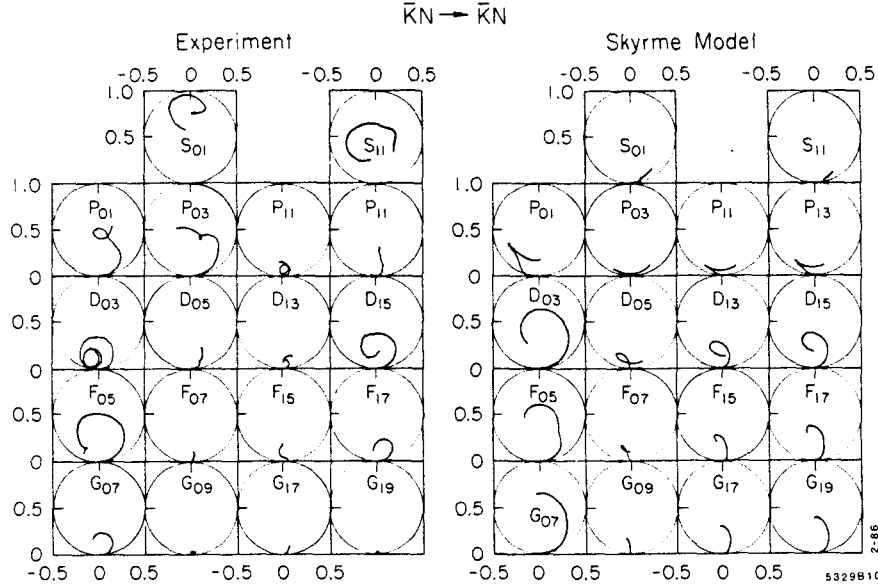 K̄N → K̄N
Experiment Skyrme Model
-0.5 0 0.5 -0.5 0 0.5
1.0
0.5
S01 S11 S01 S11
1.0 1.0
P01 P03 P11 P11 P01 P03 P11 P13
0.5 0.5
0 0
D03 D05 D13 D15 D03 D05 D13 D15
0.5 0.5
0 0
F05 F07 F15 F17 F05 F07 F15 F17
0.5 0.5
0 0
G07 G09 G17 G19 G07 G09 G17 G19
0.5 0.5
0 0
-0.5 0 0.5 -0.5 0 0.5 -0.5 0 0.5 -0.5 0 0.5
2-86
5329B10